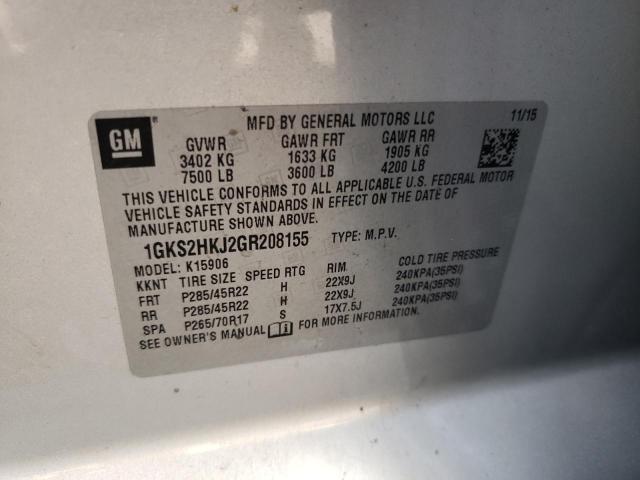 MFD BY GENERAL MOTORS LLC 11/15
GM
GVWR GAWR FRT GAWR RR
3402 KG 1633 KG 1905 KG
7500 LB 3600 LB 4200 LB
THIS VEHICLE CONFORMS TO ALL APPLICABLE U.S. FEDERAL MOTOR
VEHICLE SAFETY STANDARDS IN EFFECT ON THE DATE OF
MANUFACTURE SHOWN ABOVE.
1GKS2HKJ2GR208155 TYPE: M.P.V.
MODEL: K15906
KKNT TIRE SIZE SPEED RTG RIM COLD TIRE PRESSURE
FRT P285/45R22 H 22X9J 240KPA(35PSI)
RR P285/45R22 H 22X9J 240KPA(35PSI)
SPA P265/70R17 S 17X7.5J 240KPA(35PSI)
SEE OWNER'S MANUAL FOR MORE INFORMATION.